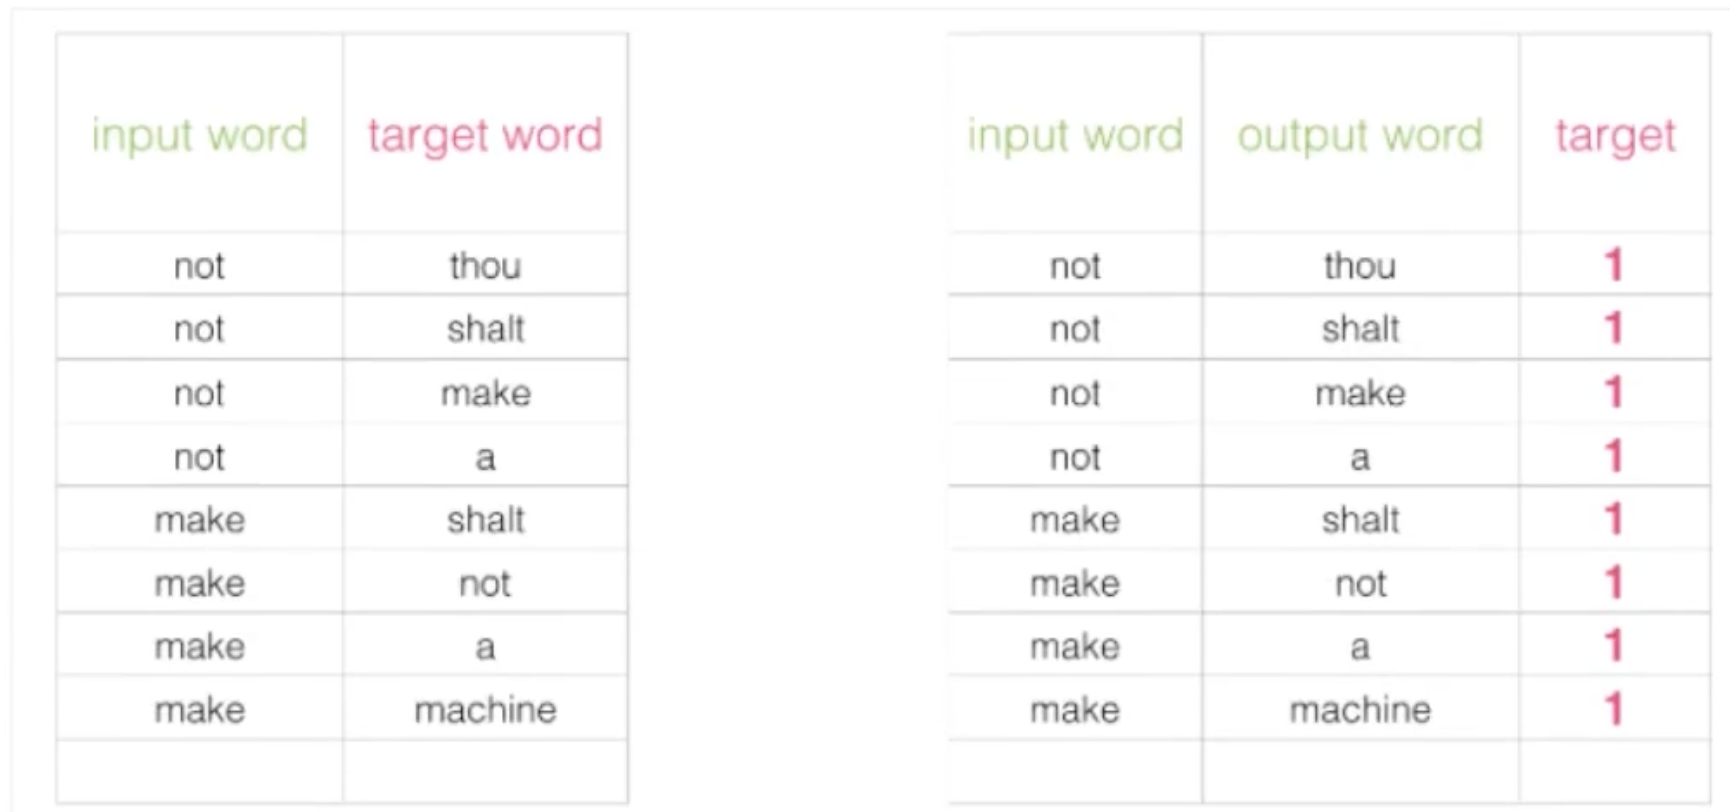 input word target word input word output word target
not thou not thou 1
not shalt not shalt 1
not make not make 1
not a not a 1
make shalt make shalt 1
make not make not 1
make a make a 1
make machine make machine 1